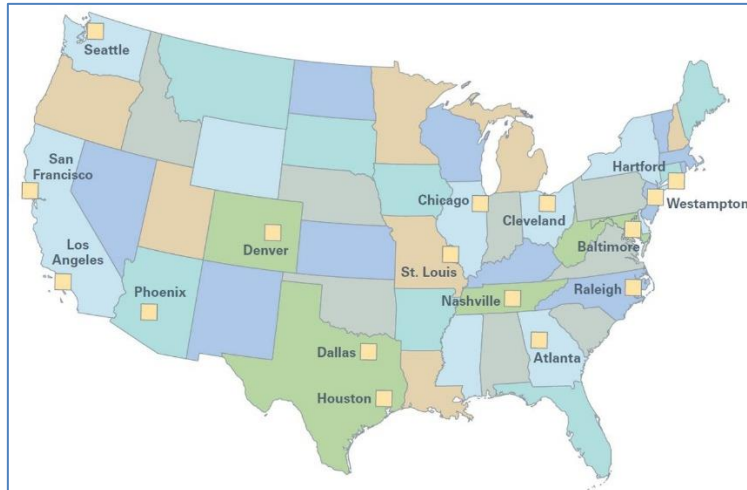 Seattle
San
Francisco
Los
Angeles
Phoenix
Denver
Dallas
Houston
St. Louis
Chicago
Cleveland
Nashville
Atlanta
Raleigh
Baltimore
Westampton
Hartford